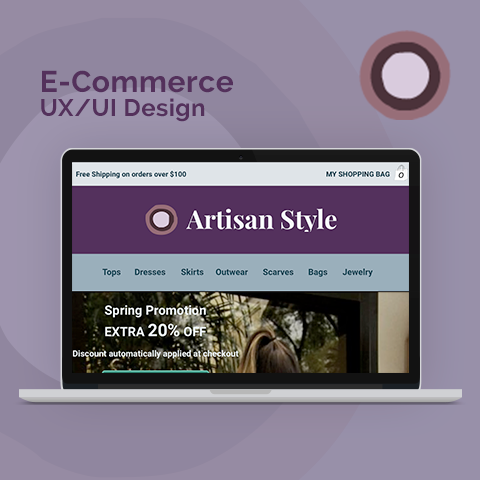 E-Commerce
UX/UI Design
Free Shipping on orders over $100
MY SHOPPING BAG
0
Artisan Style
Tops Dresses Skirts Outwear Scarves Bags Jewelry
Spring Promotion
EXTRA 20% OFF
Discount automatically applied at checkout